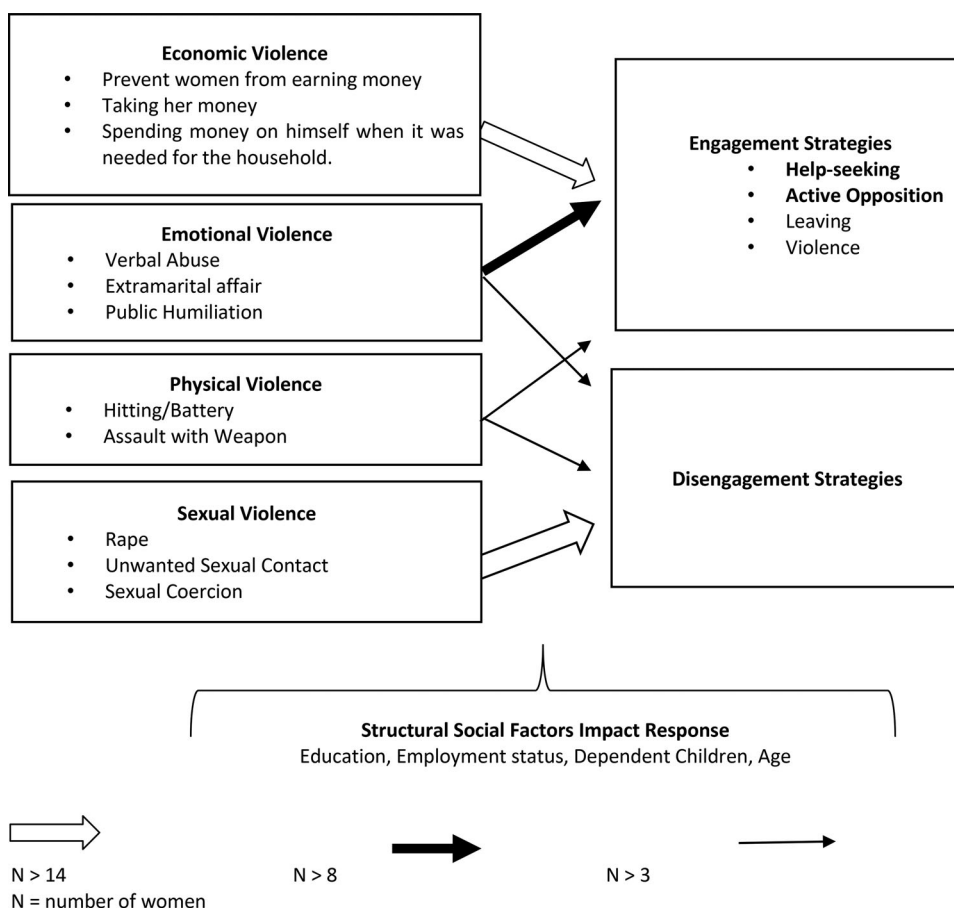 Economic Violence
• Prevent women from earning money
• Taking her money
• Spending money on himself when it was
needed for the household.
Emotional Violence
• Verbal Abuse
• Extramarital affair
• Public Humiliation
Physical Violence
• Hitting/Battery
• Assault with Weapon
Sexual Violence
• Rape
• Unwanted Sexual Contact
• Sexual Coercion
Engagement Strategies
• Help-seeking
• Active Opposition
• Leaving
• Violence
Disengagement Strategies
Structural Social Factors Impact Response
Education, Employment status, Dependent Children, Age
N > 14
N > 8
N > 3
N = number of women